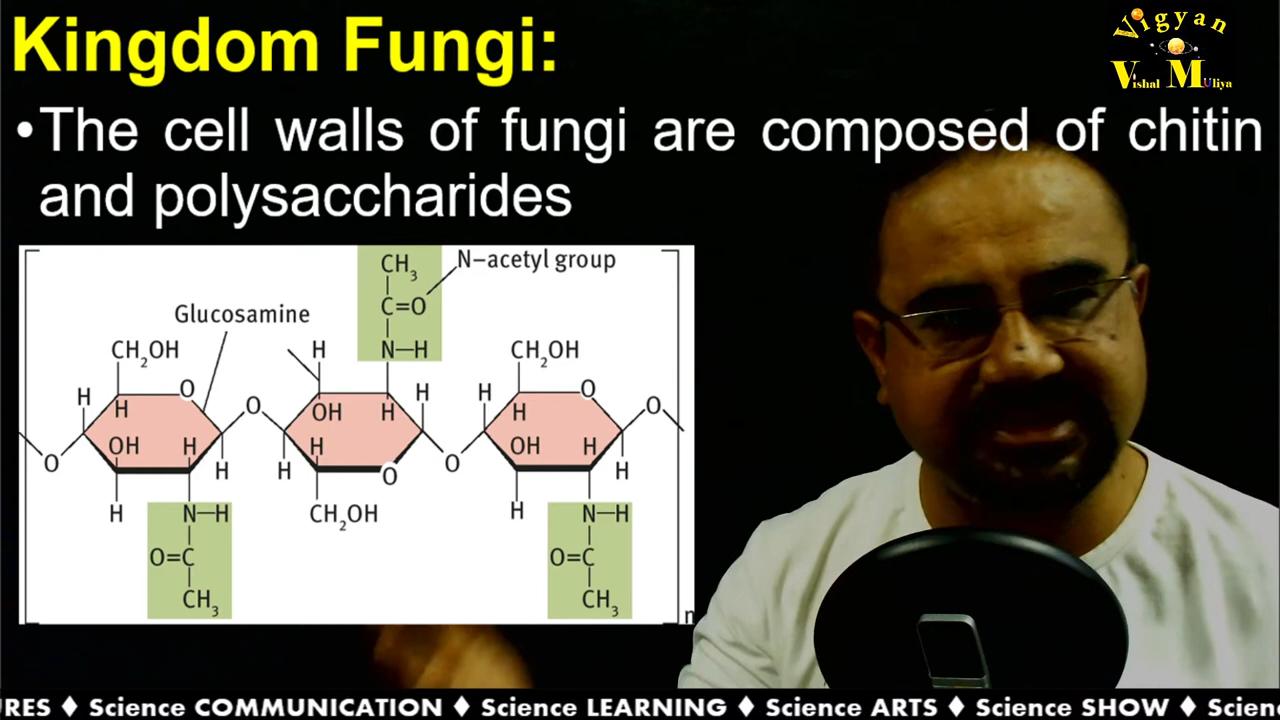 Kingdom Fungi:
Vigyan
Vishal MUliya
•The cell walls of fungi are composed of chitin
and polysaccharides
CH3
N–acetyl group
C=O
Glucosamine
N–H
CH2OH
H
CH2OH
H
O
H
H
O
H
O
O
H
OH
H
H
OH
H
H
OH
H
O
H
H
O
O
H
H
N–H
CH2OH
H
N–H
O=C
O=C
CH3
CH3
n
RES ♦ Science COMMUNICATION ♦ Science LEARNING ♦ Science ARTS ♦ Science SHOW ♦ Scien